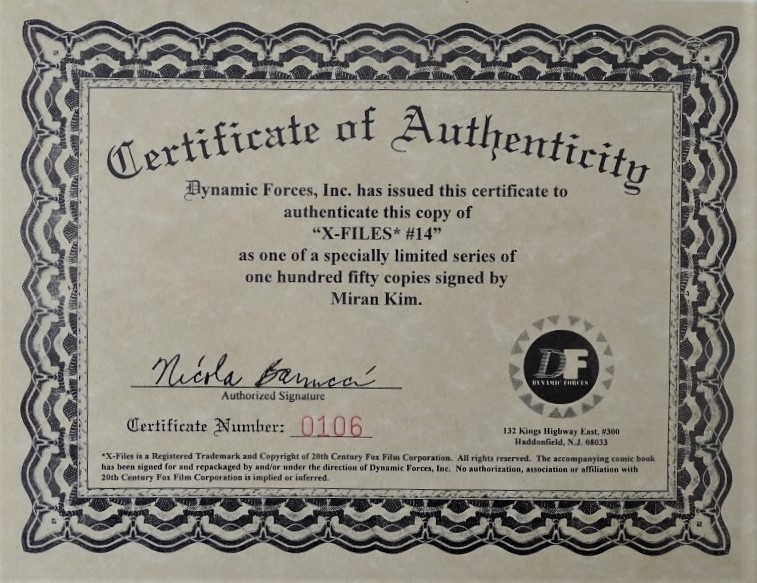 Certificate of Authenticity
Dynamic Forces, Inc. has issued this certificate to
authenticate this copy of
“X-FILES* #14”
as one of a specially limited series of
one hundred fifty copies signed by
Miran Kim.
Nicola Barrucci
Authorized Signature
Certificate Number: 0106
DF
DYNAMIC FORCES
132 Kings Highway East, #300
Haddonfield, N.J. 08033
*X-Files is a Registered Trademark and Copyright of 20th Century Fox Film Corporation. All rights reserved. The accompanying comic book
has been signed for and repackaged by and/or under the direction of Dynamic Forces, Inc. No authorization, association or affiliation with
20th Century Fox Film Corporation is implied or inferred.